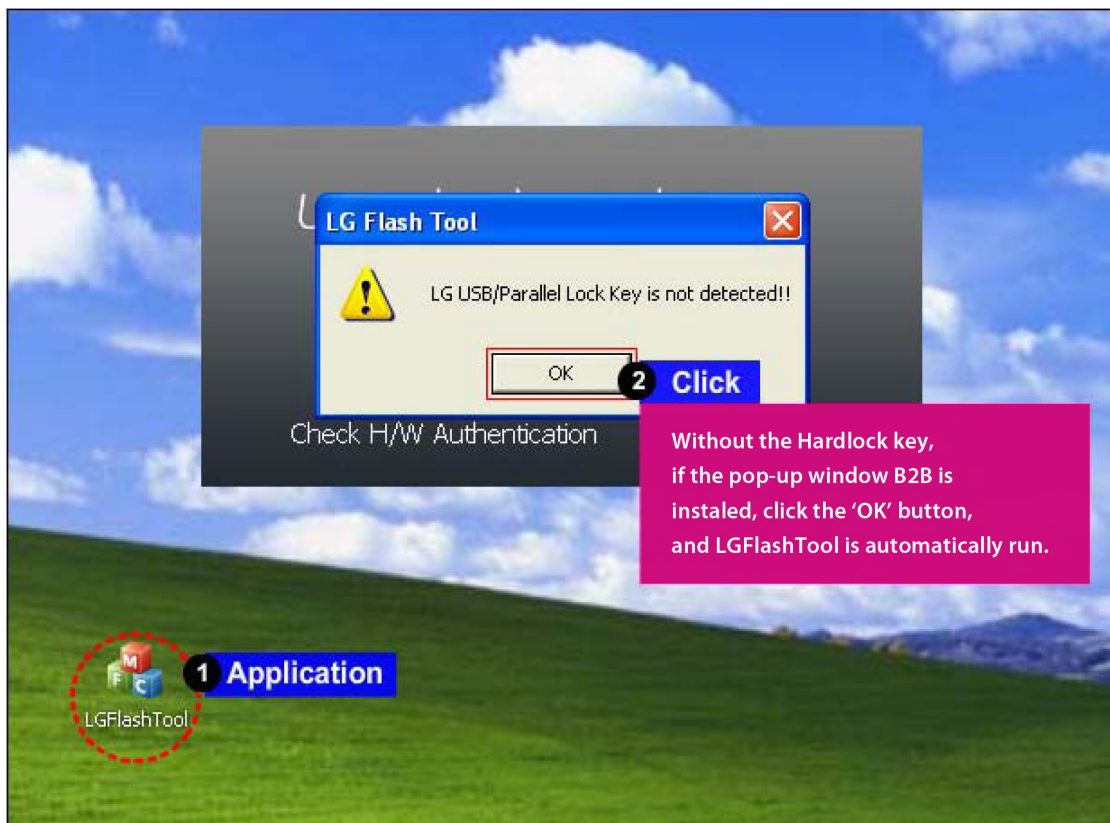 LG Flash Tool
LG USB/Parallel Lock Key is not detected!!
OK
2 Click
Check H/W Authentication
Without the Hardlock key,
if the pop-up window B2B is
instaled, click the ‘OK’ button,
and LGFlashTool is automatically run.
M
F C
1 Application
LGFlashTool